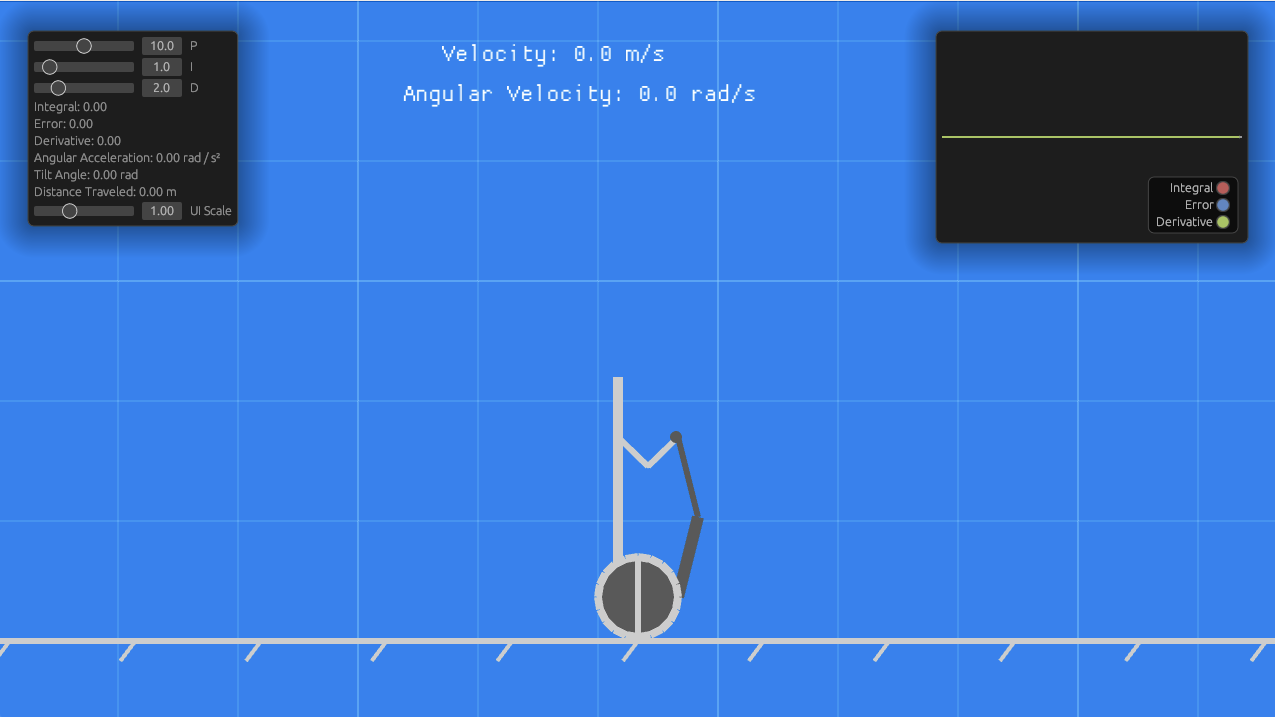 10.0 P
1.0 I
2.0 D
Integral: 0.00
Error: 0.00
Derivative: 0.00
Angular Acceleration: 0.00 rad / s²
Tilt Angle: 0.00 rad
Distance Traveled: 0.00 m
1.00 UI Scale
Velocity: 0.0 m/s
Angular Velocity: 0.0 rad/s
Integral
Error
Derivative